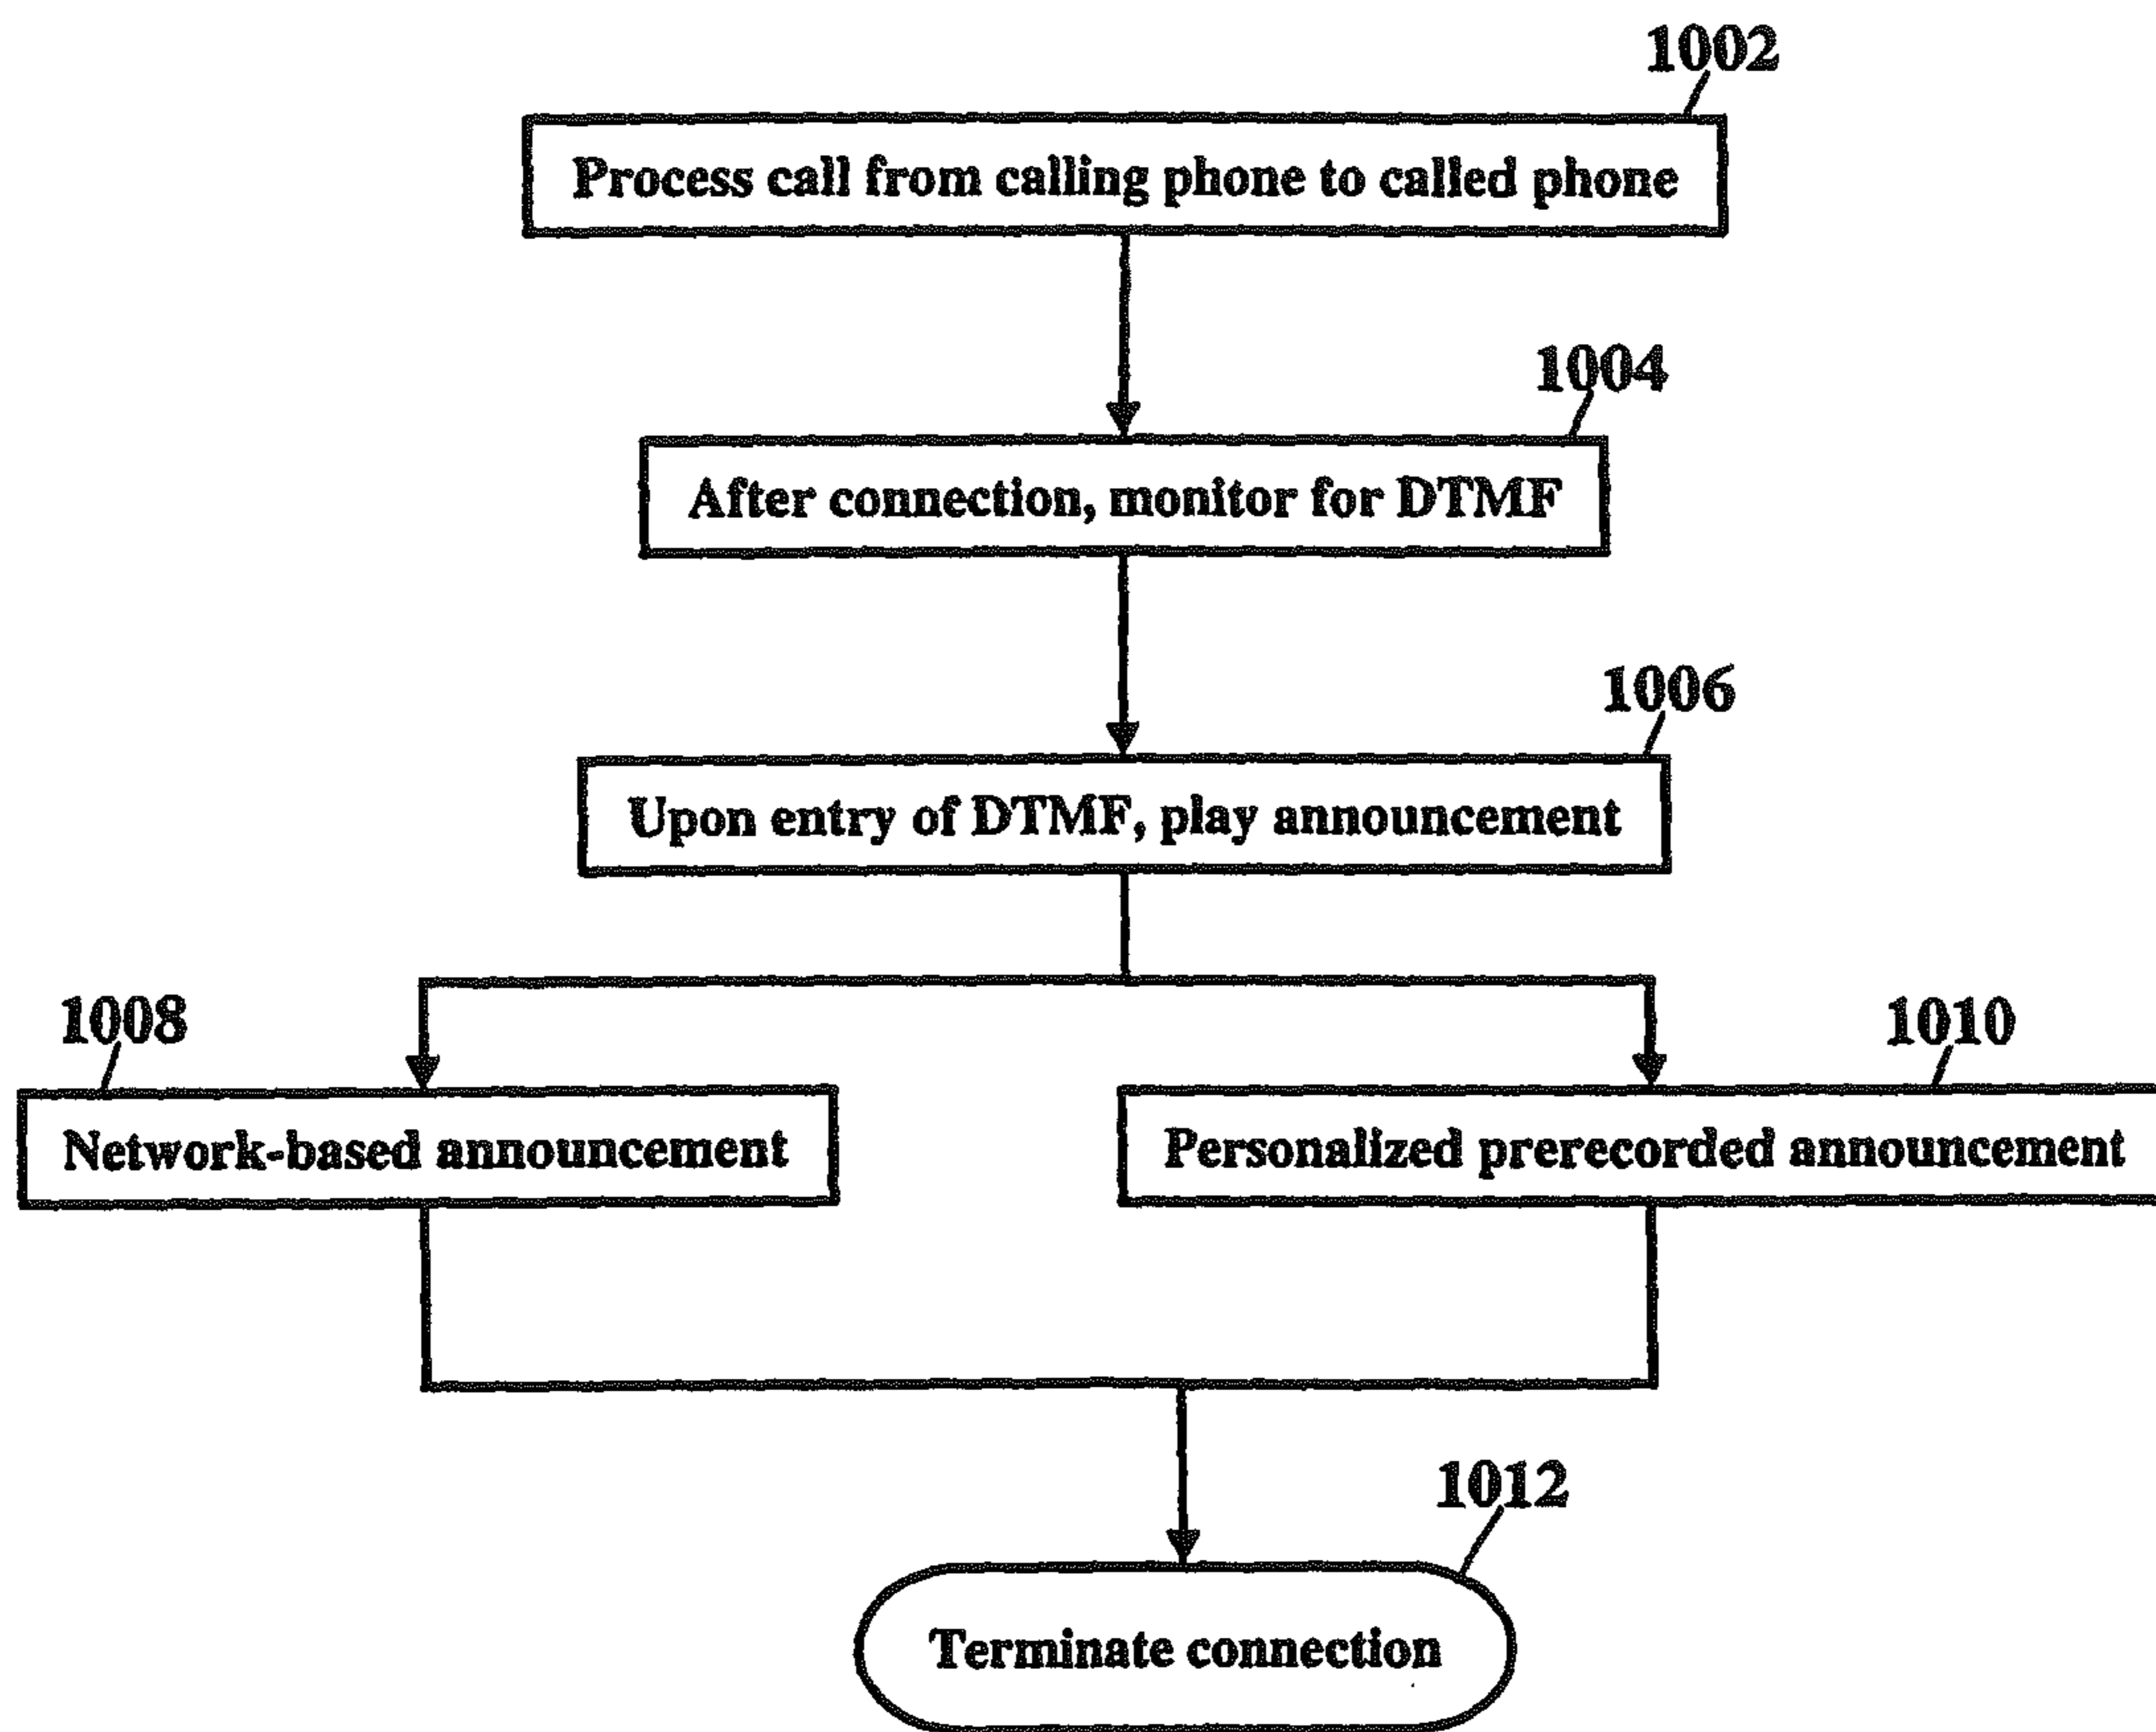 1002
Process call from calling phone to called phone
1004
After connection, monitor for DTMF
1006
Upon entry of DTMF, play announcement
1008
1010
Network-based announcement
Personalized prerecorded announcement
1012
Terminate connection